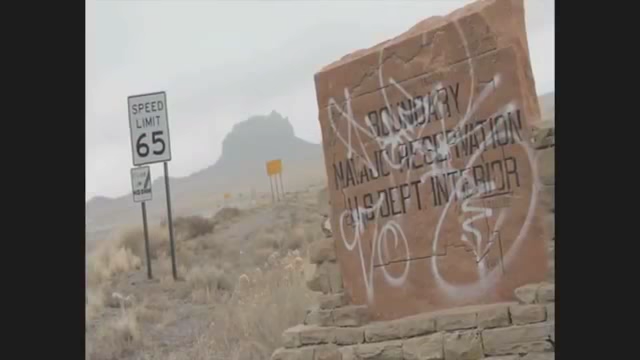 SPEED
LIMIT
65
BOUNDARY
NAVAJO RESERVATION
U.S DEPT INTERIOR